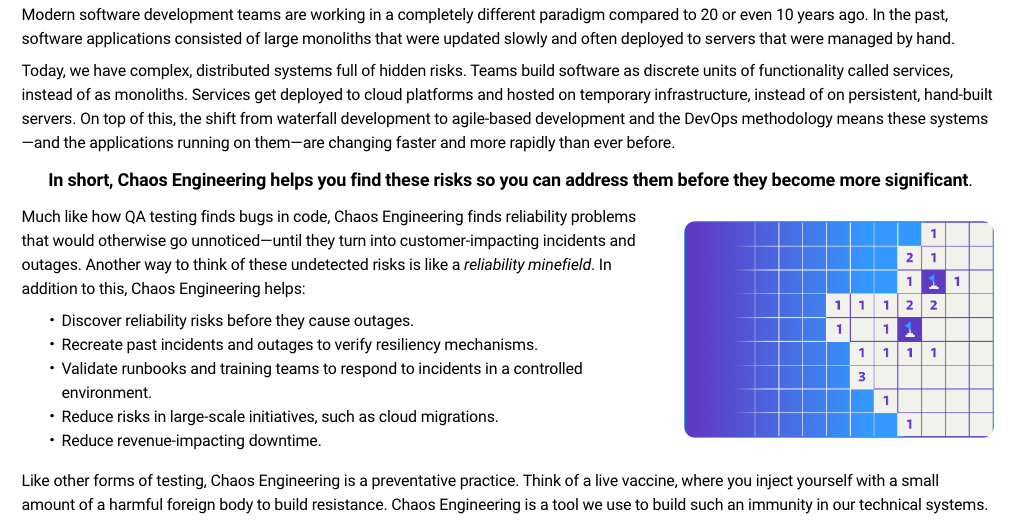 Modern software development teams are working in a completely different paradigm compared to 20 or even 10 years ago. In the past,
software applications consisted of large monoliths that were updated slowly and often deployed to servers that were managed by hand.
Today, we have complex, distributed systems full of hidden risks. Teams build software as discrete units of functionality called services,
instead of as monoliths. Services get deployed to cloud platforms and hosted on temporary infrastructure, instead of on persistent, hand-built
servers. On top of this, the shift from waterfall development to agile-based development and the DevOps methodology means these systems
—and the applications running on them—are changing faster and more rapidly than ever before.
In short, Chaos Engineering helps you find these risks so you can address them before they become more significant.
Much like how QA testing finds bugs in code, Chaos Engineering finds reliability problems
that would otherwise go unnoticed—until they turn into customer-impacting incidents and
outages. Another way to think of these undetected risks is like a reliability minefield. In
addition to this, Chaos Engineering helps:
• Discover reliability risks before they cause outages.
• Recreate past incidents and outages to verify resiliency mechanisms.
• Validate runbooks and training teams to respond to incidents in a controlled
environment.
• Reduce risks in large-scale initiatives, such as cloud migrations.
• Reduce revenue-impacting downtime.
1
2 1
1 1
1 1 1 2 2
1 1
1 1 1 1
3
1
1
Like other forms of testing, Chaos Engineering is a preventative practice. Think of a live vaccine, where you inject yourself with a small
amount of a harmful foreign body to build resistance. Chaos Engineering is a tool we use to build such an immunity in our technical systems.